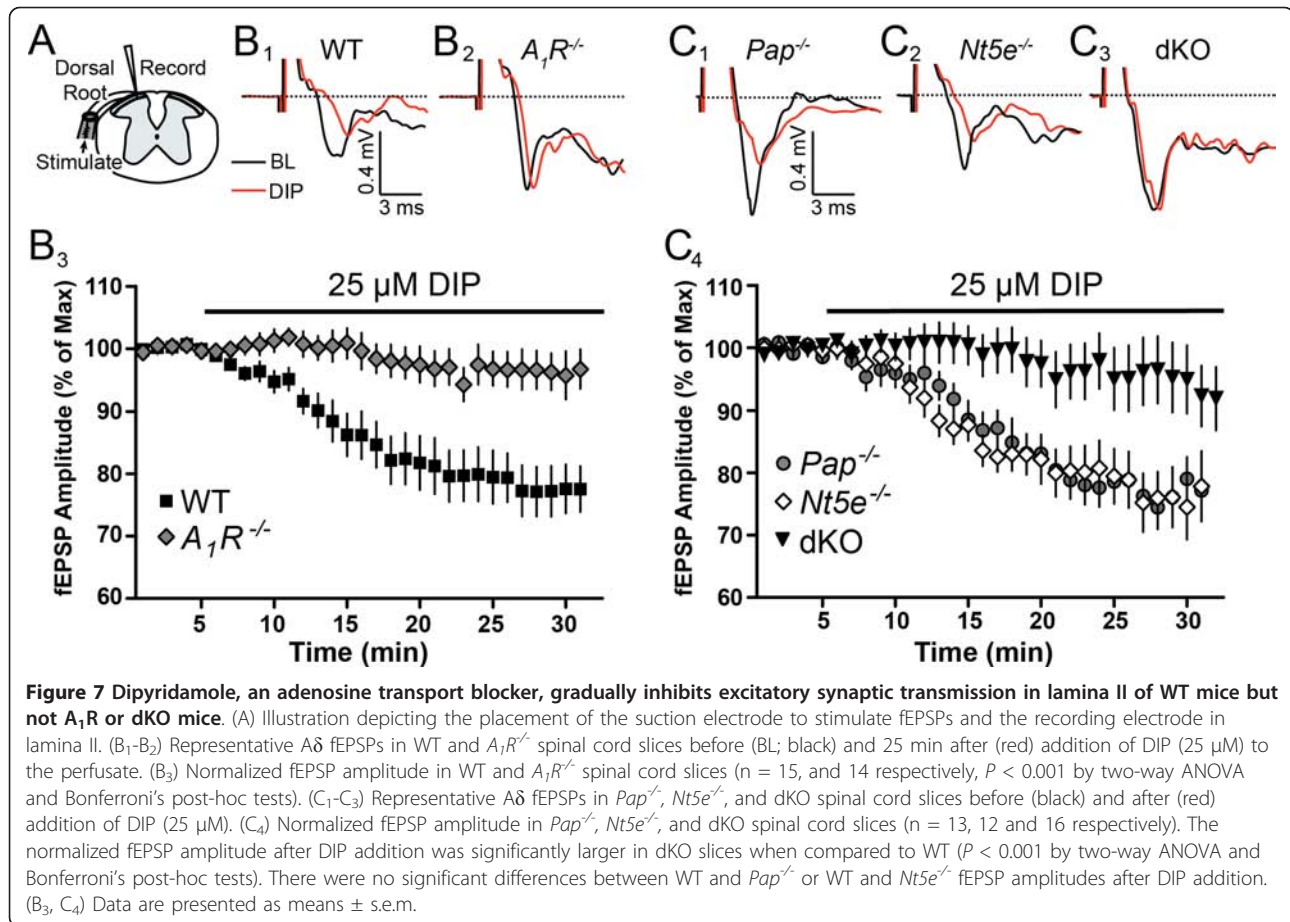 A
Dorsal
Root
Record
Stimulate
BL
DIP
B1
WT
0.4 mV
3 ms
B2
A1R-/-
C1
Pap-/-
0.4 mV
3 ms
C2
Nt5e-/-
C3
dKO
B3
25 µM DIP
fEPSP Amplitude (% of Max)
110
100
90
80
70
60
WT
A1R-/-
5 10 15 20 25 30
Time (min)
C4
25 µM DIP
fEPSP Amplitude (% of Max)
110
100
90
80
70
60
Pap-/-
Nt5e-/-
dKO
5 10 15 20 25 30
Time (min)
Figure 7 Dipyridamole, an adenosine transport blocker, gradually inhibits excitatory synaptic transmission in lamina II of WT mice but
not A1R or dKO mice. (A) Illustration depicting the placement of the suction electrode to stimulate fEPSPs and the recording electrode in
lamina II. (B1-B2) Representative Aδ fEPSPs in WT and A1R-/- spinal cord slices before (BL; black) and 25 min after (red) addition of DIP (25 µM) to
the perfusate. (B3) Normalized fEPSP amplitude in WT and A1R-/- spinal cord slices (n = 15, and 14 respectively, P < 0.001 by two-way ANOVA
and Bonferroni's post-hoc tests). (C1-C3) Representative Aδ fEPSPs in Pap-/-, Nt5e-/-, and dKO spinal cord slices before (black) and after (red)
addition of DIP (25 µM). (C4) Normalized fEPSP amplitude in Pap-/-, Nt5e-/-, and dKO spinal cord slices (n = 13, 12 and 16 respectively). The
normalized fEPSP amplitude after DIP addition was significantly larger in dKO slices when compared to WT (P < 0.001 by two-way ANOVA and
Bonferroni's post-hoc tests). There were no significant differences between WT and Pap-/- or WT and Nt5e-/- fEPSP amplitudes after DIP addition.
(B3, C4) Data are presented as means ± s.e.m.